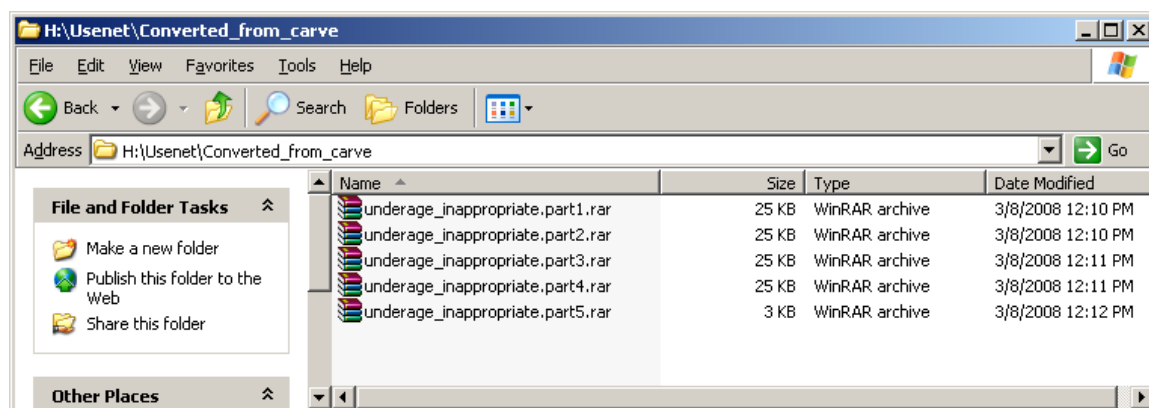 H:\Usenet\Converted_from_carve
File Edit View Favorites Tools Help
Back Search Folders
Address H:\Usenet\Converted_from_carve Go
Name Size Type Date Modified
File and Folder Tasks
Make a new folder
Publish this folder to the
Web
Share this folder
Other Places
underage_inappropriate.part1.rar 25 KB WinRAR archive 3/8/2008 12:10 PM
underage_inappropriate.part2.rar 25 KB WinRAR archive 3/8/2008 12:10 PM
underage_inappropriate.part3.rar 25 KB WinRAR archive 3/8/2008 12:11 PM
underage_inappropriate.part4.rar 25 KB WinRAR archive 3/8/2008 12:11 PM
underage_inappropriate.part5.rar 3 KB WinRAR archive 3/8/2008 12:12 PM